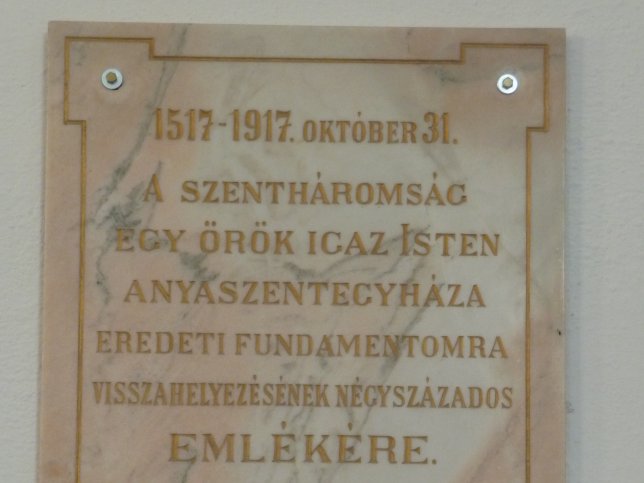 1517-1917. OKTÓBER 31.
A SZENTHÁROMSÁG
EGY ÖRÖK IGAZ ISTEN
ANYASZENTEGYHÁZA
EREDETI FUNDAMENTOMRA
VISSZAHELYEZÉSÉNEK NÉGYSZÁZADOS
EMLÉKÉRE.